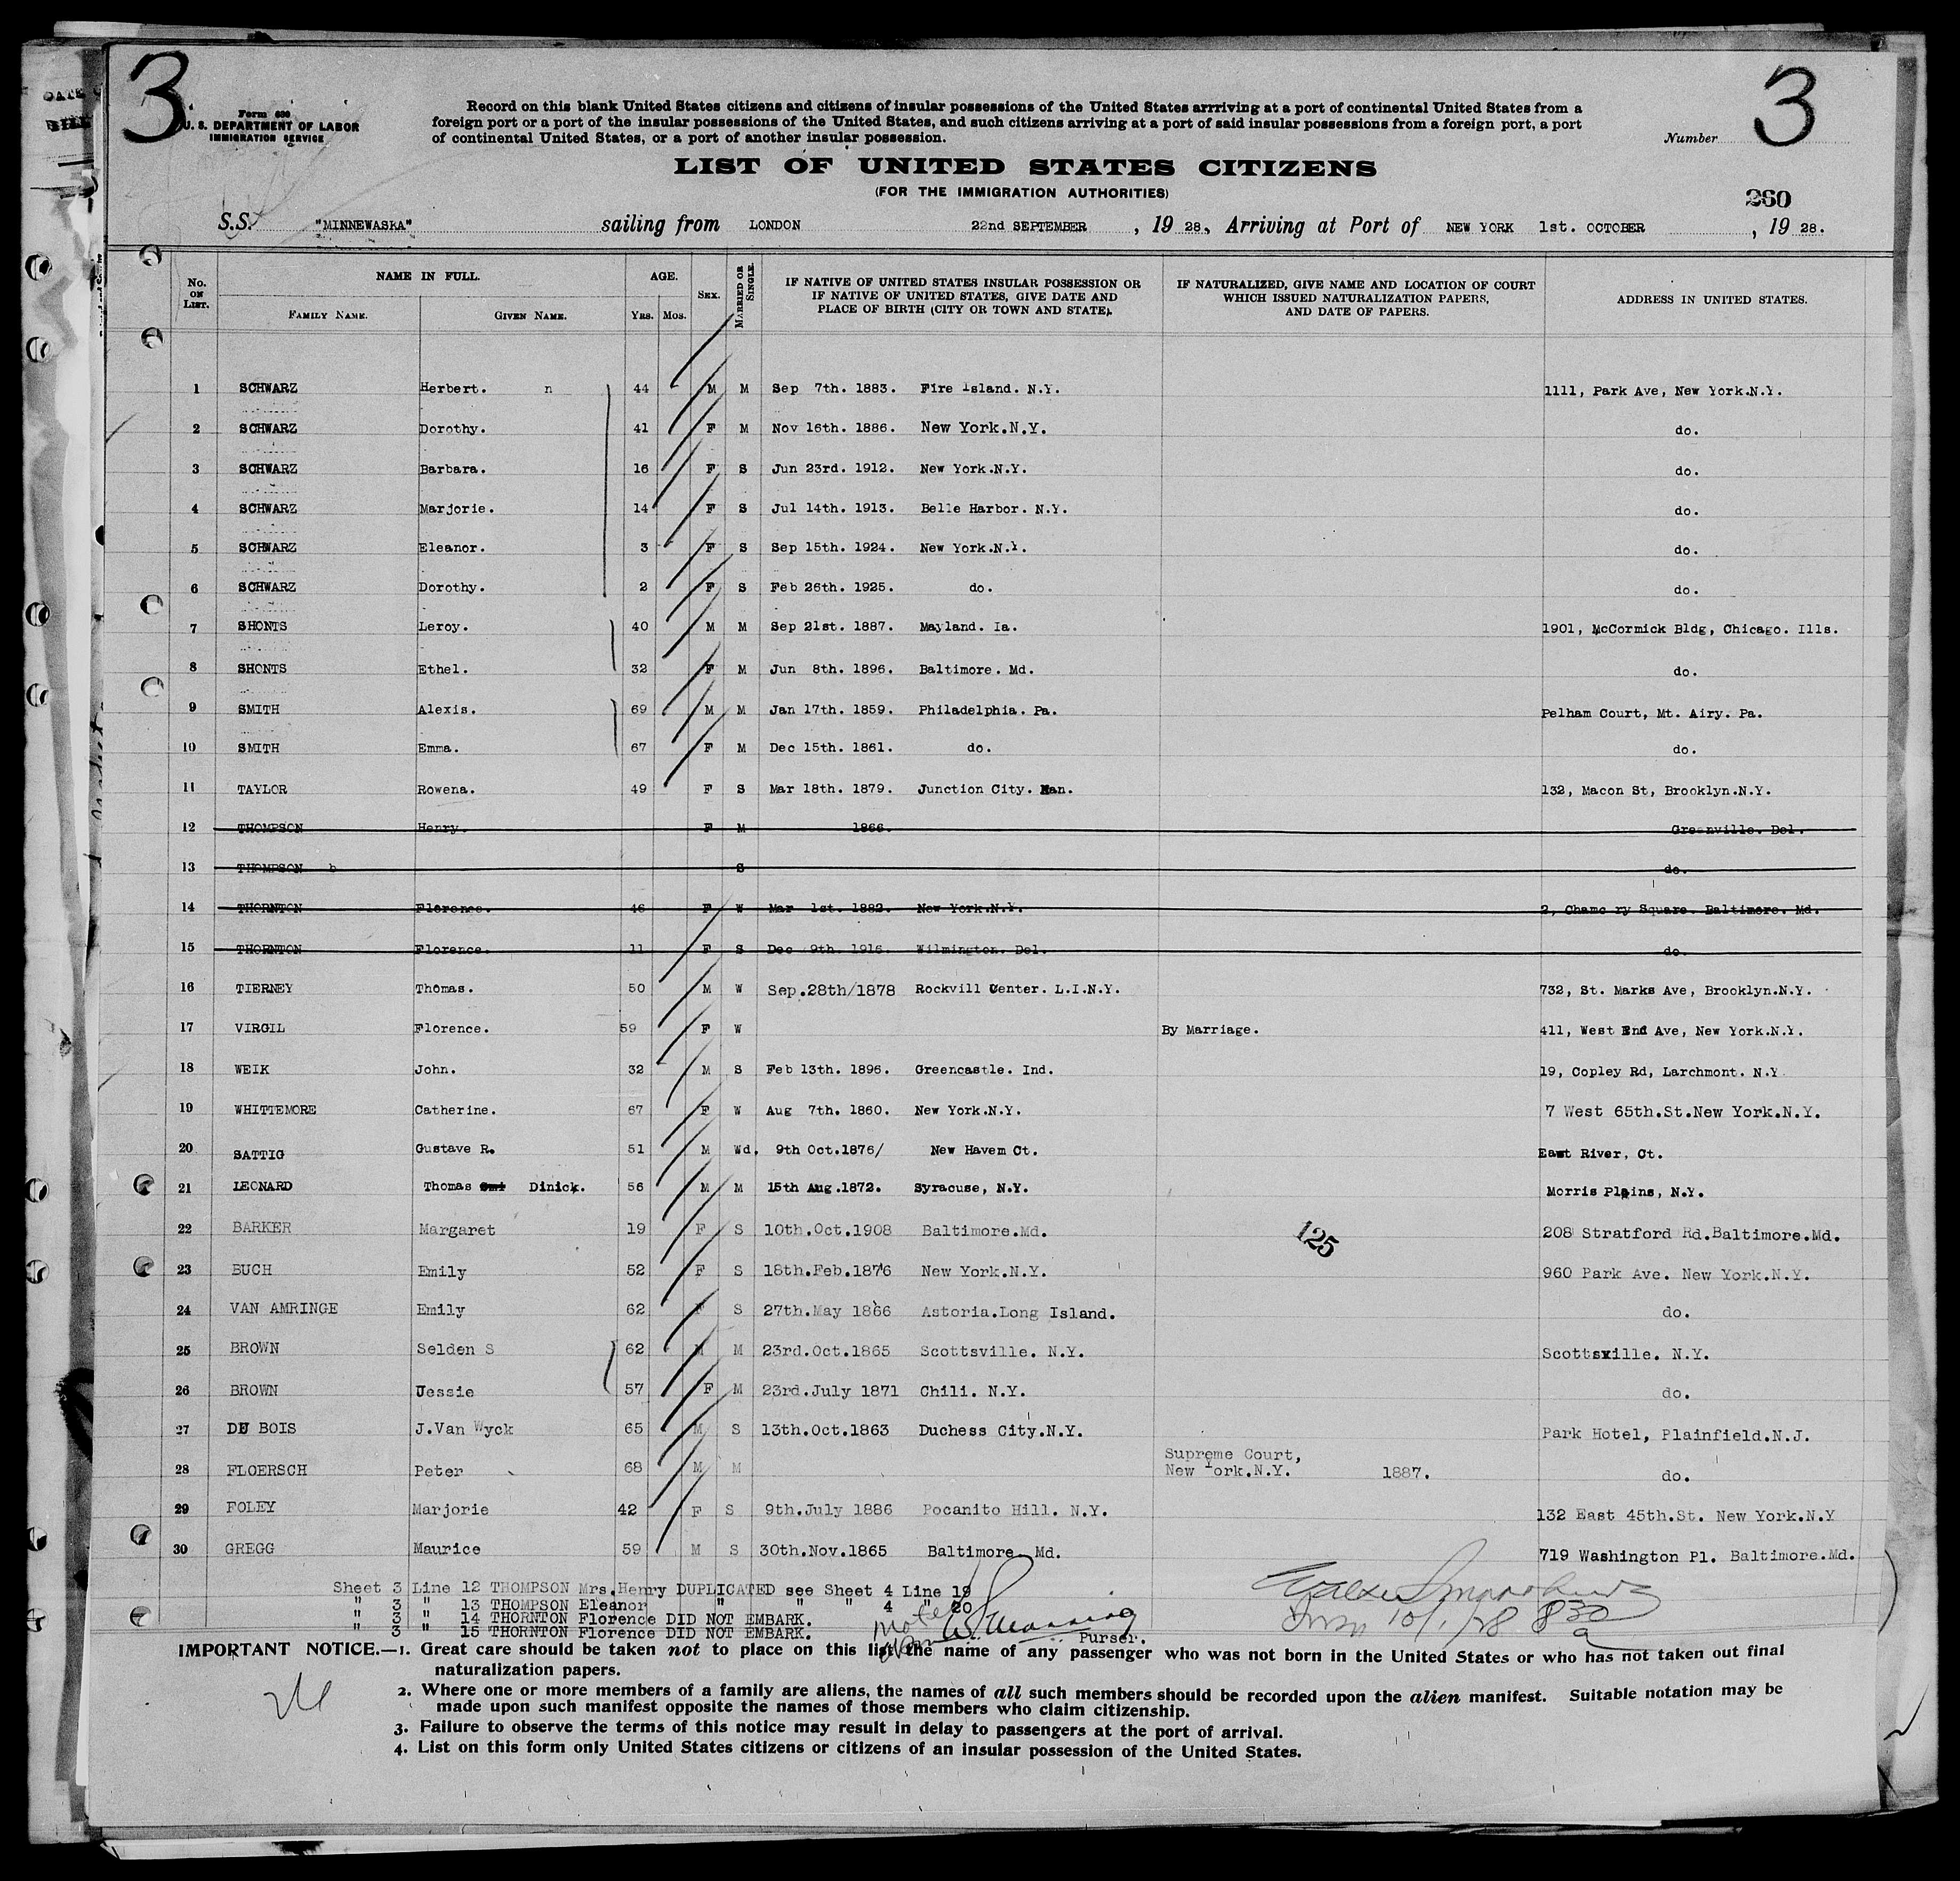 3
3
Form 630
U. S. DEPARTMENT OF LABOR
IMMIGRATION SERVICE
Record on this blank United States citizens and citizens of insular possessions of the United States arrriving at a port of continental United States from a
foreign port or a port of the insular possessions of the United States, and such citizens arriving at a port of said insular possessions from a foreign port, a port
of continental United States, or a port of another insular possession.
Number
LIST OF UNITED STATES CITIZENS
(FOR THE IMMIGRATION AUTHORITIES)
260
S.S. "MINNEWASKA" sailing from LONDON 22nd SEPTEMBER, 19 28, Arriving at Port of NEW YORK 1st. OCTOBER, 19 28.
No. ON LIST. NAME IN FULL. FAMILY NAME. GIVEN NAME. AGE. YRS. MOS. SEX. MARRIED OR SINGLE. IF NATIVE OF UNITED STATES INSULAR POSSESSION OR IF NATIVE OF UNITED STATES, GIVE DATE AND PLACE OF BIRTH (CITY OR TOWN AND STATE). IF NATURALIZED, GIVE NAME AND LOCATION OF COURT WHICH ISSUED NATURALIZATION PAPERS, AND DATE OF PAPERS. ADDRESS IN UNITED STATES.
1 SCHWARZ Herbert. n 44 M M Sep 7th. 1883. Fire Island. N.Y. 1111, Park Ave, New York.N.Y.
2 SCHWARZ Dorothy. 41 F M Nov 16th. 1886. New York.N.Y. do.
3 SCHWARZ Barbara. 16 F S Jun 23rd. 1912. New York.N.Y. do.
4 SCHWARZ Marjorie. 14 F S Jul 14th. 1913. Belle Harbor. N.Y. do.
5 SCHWARZ Eleanor. 3 F S Sep 15th. 1924. New York.N.Y. do.
6 SCHWARZ Dorothy. 2 F S Feb 26th. 1925. do. do.
7 SHONTS Leroy. 40 M M Sep 21st. 1887. Mayland. Ia. 1901, McCormick Bldg, Chicago. Ills.
8 SHONTS Ethel. 32 F M Jun 8th. 1896. Baltimore. Md. do.
9 SMITH Alexis. 69 M M Jan 17th. 1859. Philadelphia. Pa. Pelham Court, Mt. Airy. Pa.
10 SMITH Emma. 67 F M Dec 15th. 1861. do. do.
11 TAYLOR Rowena. 49 F S Mar 18th. 1879. Junction City. Kan. 132, Macon St, Brooklyn.N.Y.
12 THOMPSON Henry. F M 1866. Greenville. Del.
13 THOMPSON b S do.
14 THORNTON Florence. 46 F W Mar 1st. 1882. New York.N.Y. 2, Chancery Square. Baltimore. Md.
15 THORNTON Florence. 11 F S Dec 9th. 1916. Wilmington. Del. do.
16 TIERNEY Thomas. 50 M W Sep.28th/1878 Rockvill Center. L.I.N.Y. 732, St. Marks Ave, Brooklyn.N.Y.
17 VIRGIL Florence. 59 F W By Marriage. 411, West End Ave, New York.N.Y.
18 WEIK John. 32 M S Feb 13th. 1896. Greencastle. Ind. 19, Copley Rd, Larchmont. N.Y
19 WHITTEMORE Catherine. 67 F W Aug 7th. 1860. New York.N.Y. 7 West 65th.St.New York.N.Y.
20 SATTIG Gustave R. 51 M Wd. 9th Oct.1876/ New Havem Ct. East River, Ct.
21 LEONARD Thomas Dinick. 56 M M 15th Aug.1872. Syracuse, N.Y. Morris Plains, N.Y.
22 BARKER Margaret 19 F S 10th.Oct.1908 Baltimore.Md. 125 208 Stratford Rd.Baltimore.Md.
23 BUCH Emily 52 F S 18th.Feb.1876 New York.N.Y. 960 Park Ave. New York.N.Y.
24 VAN AMRINGE Emily 62 F S 27th.May 1866 Astoria.Long Island. do.
25 BROWN Selden S 62 M M 23rd.Oct.1865 Scottsville. N.Y. Scottsville. N.Y.
26 BROWN Jessie 57 F M 23rd.July 1871 Chili. N.Y. do.
27 DU BOIS J.Van Wyck 65 M S 13th.Oct.1863 Duchess City.N.Y. Park Hotel, Plainfield.N.J.
28 FLOERSCH Peter 68 M M Supreme Court, New York.N.Y. 1887. do.
29 FOLEY Marjorie 42 F S 9th.July 1886 Pocanito Hill. N.Y. 132 East 45th.St. New York.N.Y
30 GREGG Maurice 59 M S 30th.Nov.1865 Baltimore. Md. 719 Washington Pl. Baltimore.Md.
Sheet 3 Line 12 THOMPSON Mrs.Henry DUPLICATED see Sheet 4 Line 19
" 3 " 13 THOMPSON Eleanor " " " 4 " 20
" 3 " 14 THORNTON Florence DID NOT EMBARK.
" 3 " 15 THORNTON Florence DID NOT EMBARK.
Purser.
10/1/28 830
a
IMPORTANT NOTICE.—1. Great care should be taken not to place on this list the name of any passenger who was not born in the United States or who has not taken out final
naturalization papers.
2. Where one or more members of a family are aliens, the names of all such members should be recorded upon the alien manifest. Suitable notation may be
made upon such manifest opposite the names of those members who claim citizenship.
3. Failure to observe the terms of this notice may result in delay to passengers at the port of arrival.
4. List on this form only United States citizens or citizens of an insular possession of the United States.